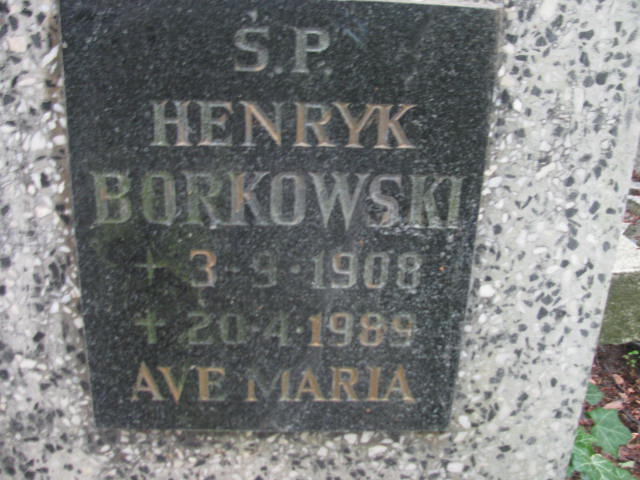 Ś.P.
HENRYK
BORKOWSKI
+ 3-9-1908
+ 20-4-1989
AVE MARIA